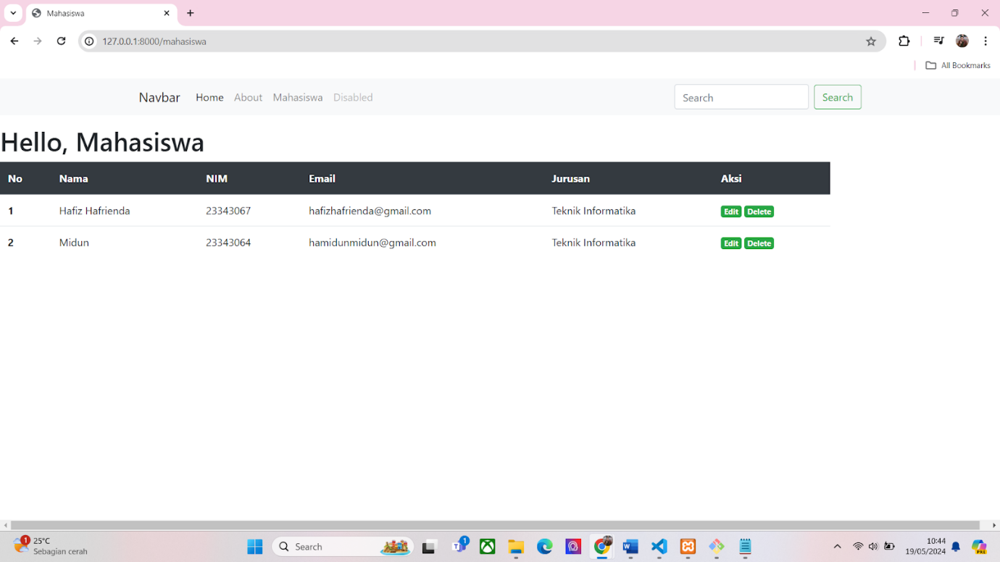 Mahasiswa
127.0.0.1:8000/mahasiswa
All Bookmarks
Navbar Home About Mahasiswa Disabled Search Search
Hello, Mahasiswa
No Nama NIM Email Jurusan Aksi
1 Hafiz Hafrienda 23343067 hafizhafrienda@gmail.com Teknik Informatika Edit Delete
2 Midun 23343064 hamidunmidun@gmail.com Teknik Informatika Edit Delete
1 25°C Search 1 10:44
Sebagian cerah 19/05/2024 PRE